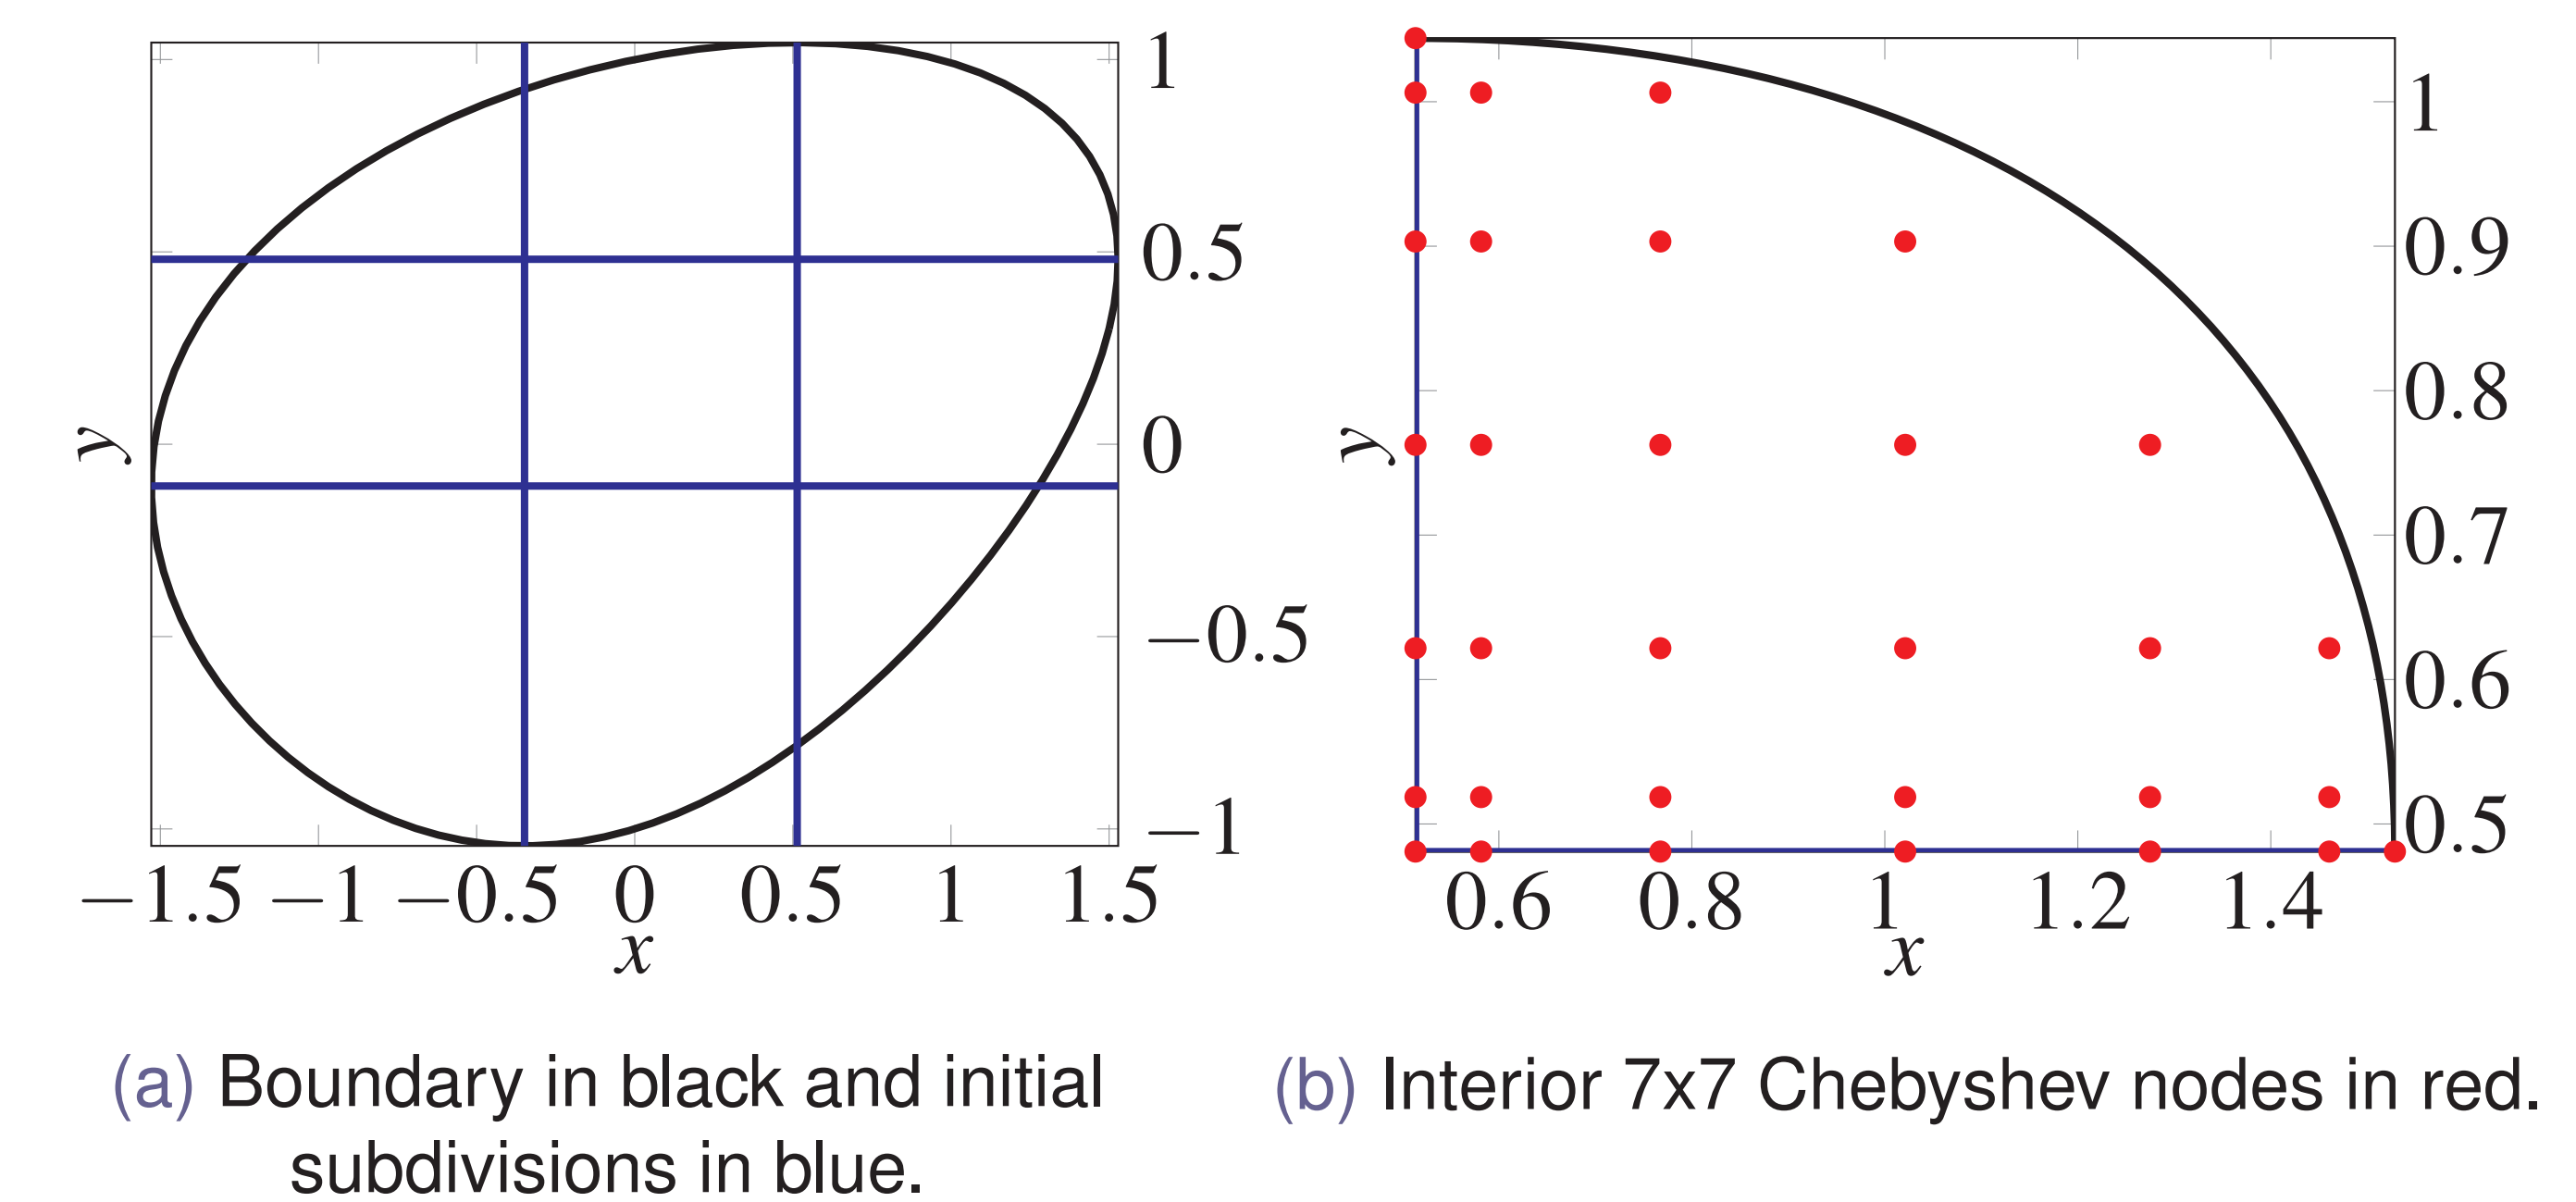 1
0.5
0
−0.5
−1
y
−1.5 −1 −0.5 0 0.5 1 1.5
x
(a) Boundary in black and initial
subdivisions in blue.
1
0.9
0.8
0.7
0.6
0.5
y
0.6 0.8 1 1.2 1.4
x
(b) Interior 7x7 Chebyshev nodes in red.